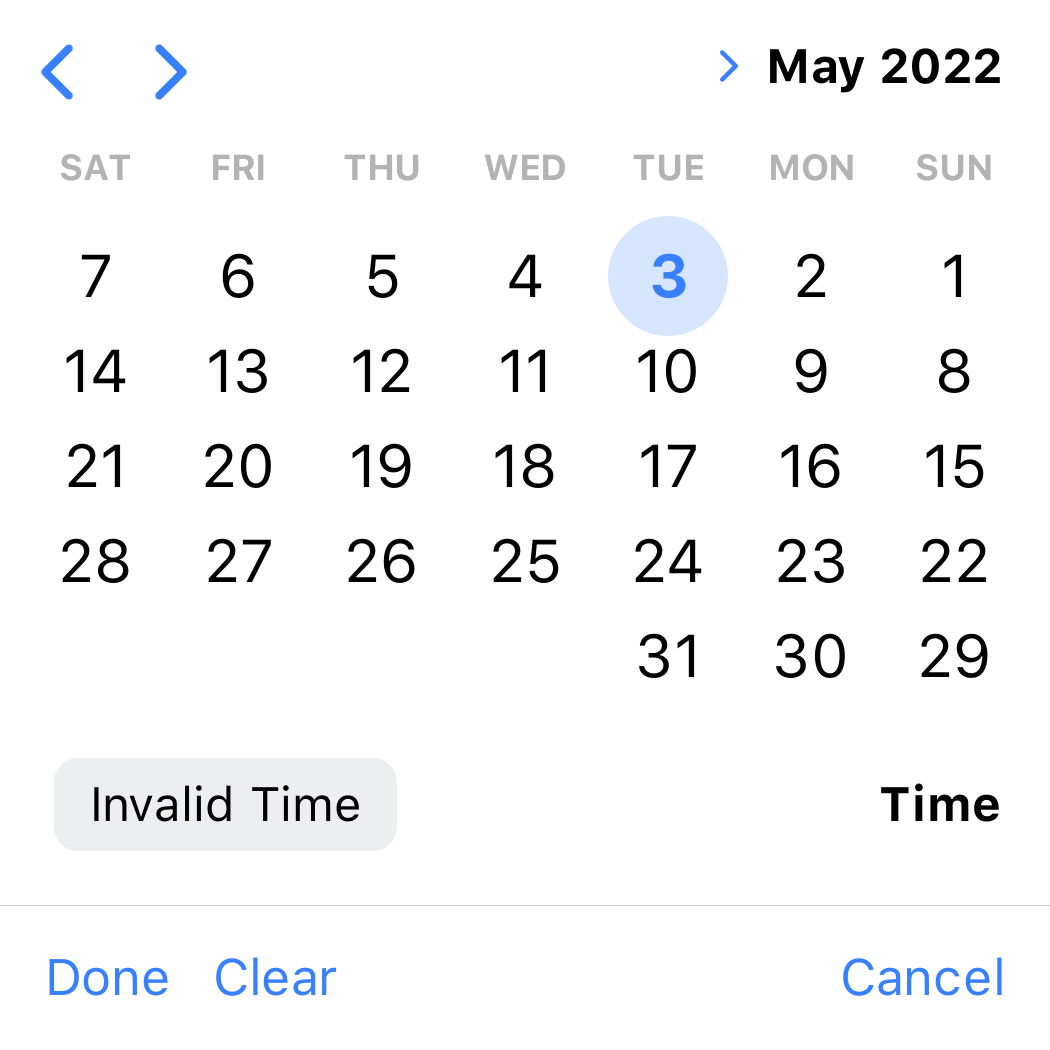 May 2022
SUN MON TUE WED THU FRI SAT
1 2 3 4 5 6 7
8 9 10 11 12 13 14
15 16 17 18 19 20 21
22 23 24 25 26 27 28
29 30 31
Time Invalid Time
Cancel Clear Done